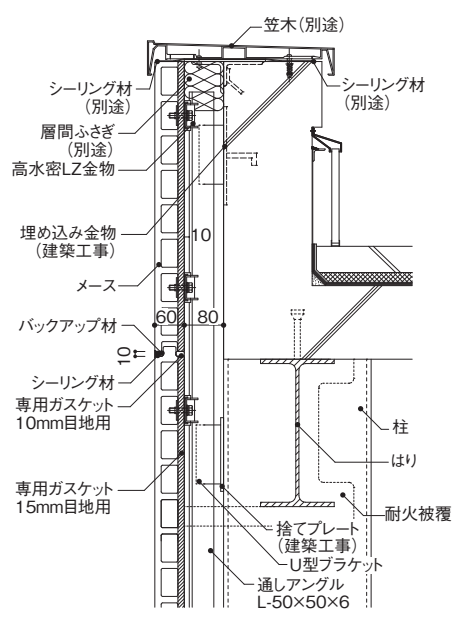 笠木(別途)
シーリング材
(別途)
シーリング材
(別途)
層間ふさぎ
(別途)
高水密LZ金物
埋め込み金物
(建築工事)
10
メース
60
80
バックアップ材
10
シーリング材
専用ガスケット
10mm目地用
柱
はり
専用ガスケット
15mm目地用
耐火被覆
捨てプレート
(建築工事)
U型ブラケット
通しアングル
L-50×50×6